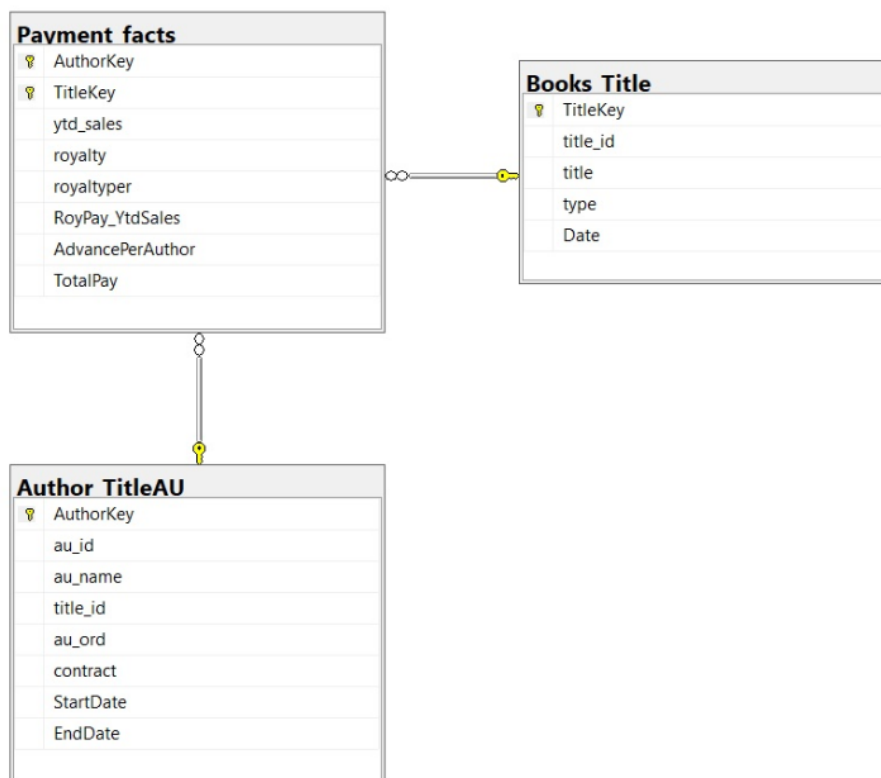 Payment facts
AuthorKey
TitleKey
ytd_sales
royalty
royaltyper
RoyPay_YtdSales
AdvancePerAuthor
TotalPay
Books Title
TitleKey
title_id
title
type
Date
Author TitleAU
AuthorKey
au_id
au_name
title_id
au_ord
contract
StartDate
EndDate